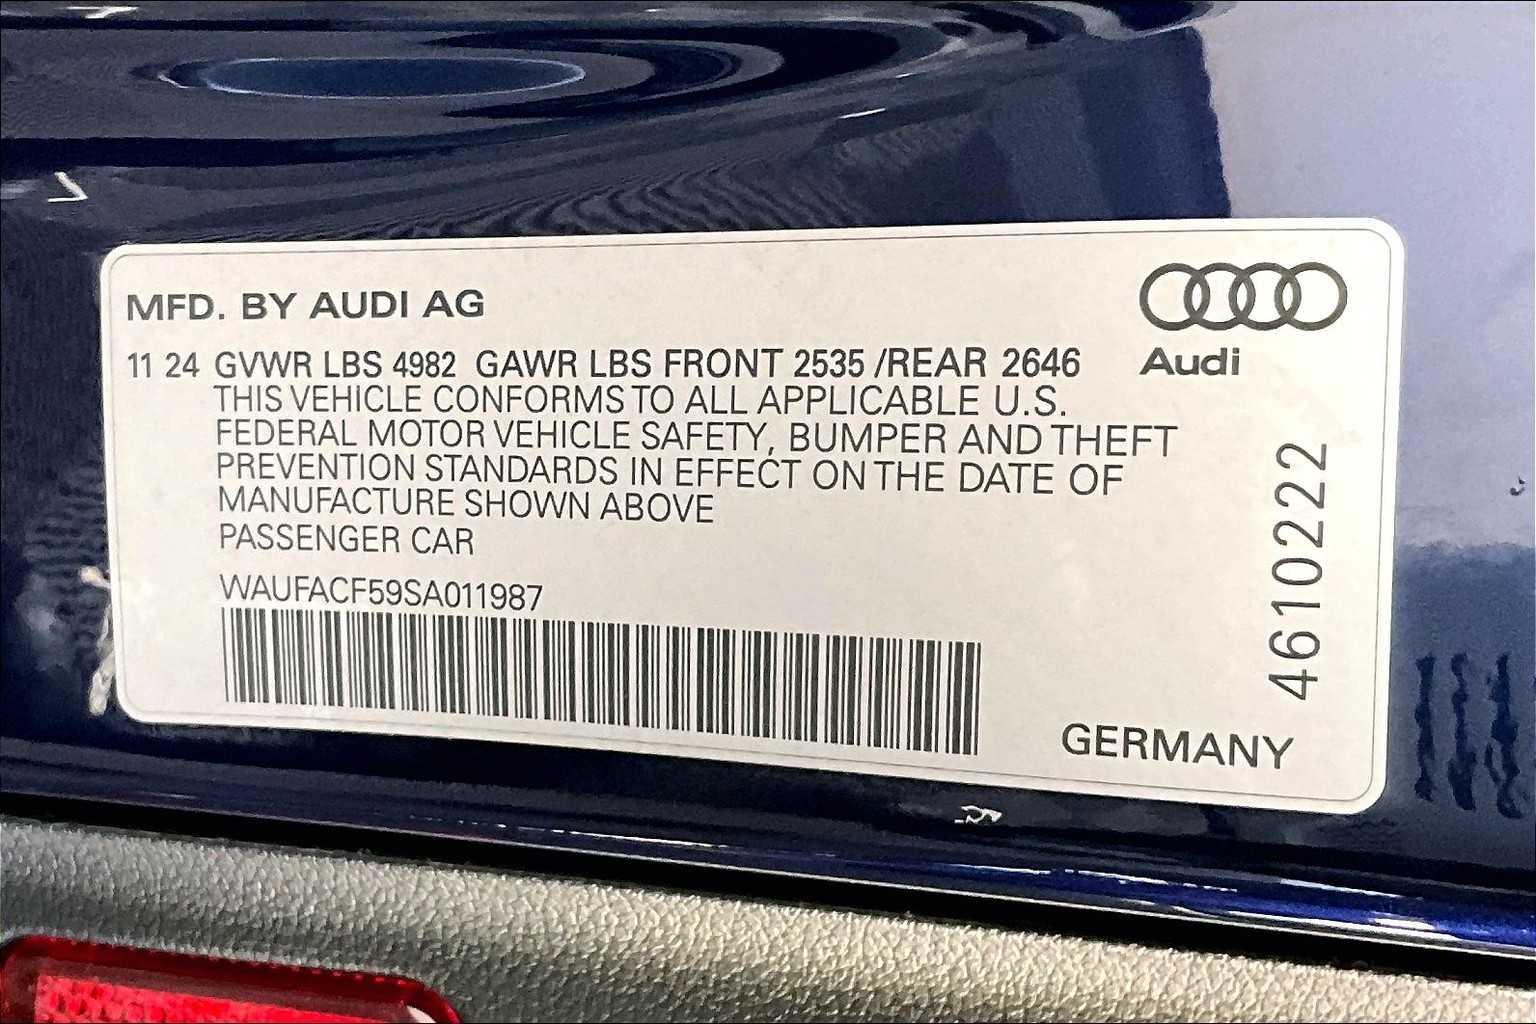 MFD. BY AUDI AG
Audi
11 24 GVWR LBS 4982 GAWR LBS FRONT 2535 /REAR 2646
THIS VEHICLE CONFORMS TO ALL APPLICABLE U.S.
FEDERAL MOTOR VEHICLE SAFETY, BUMPER AND THEFT
PREVENTION STANDARDS IN EFFECT ON THE DATE OF
MANUFACTURE SHOWN ABOVE
PASSENGER CAR
WAUFACF59SA011987
4610222
GERMANY